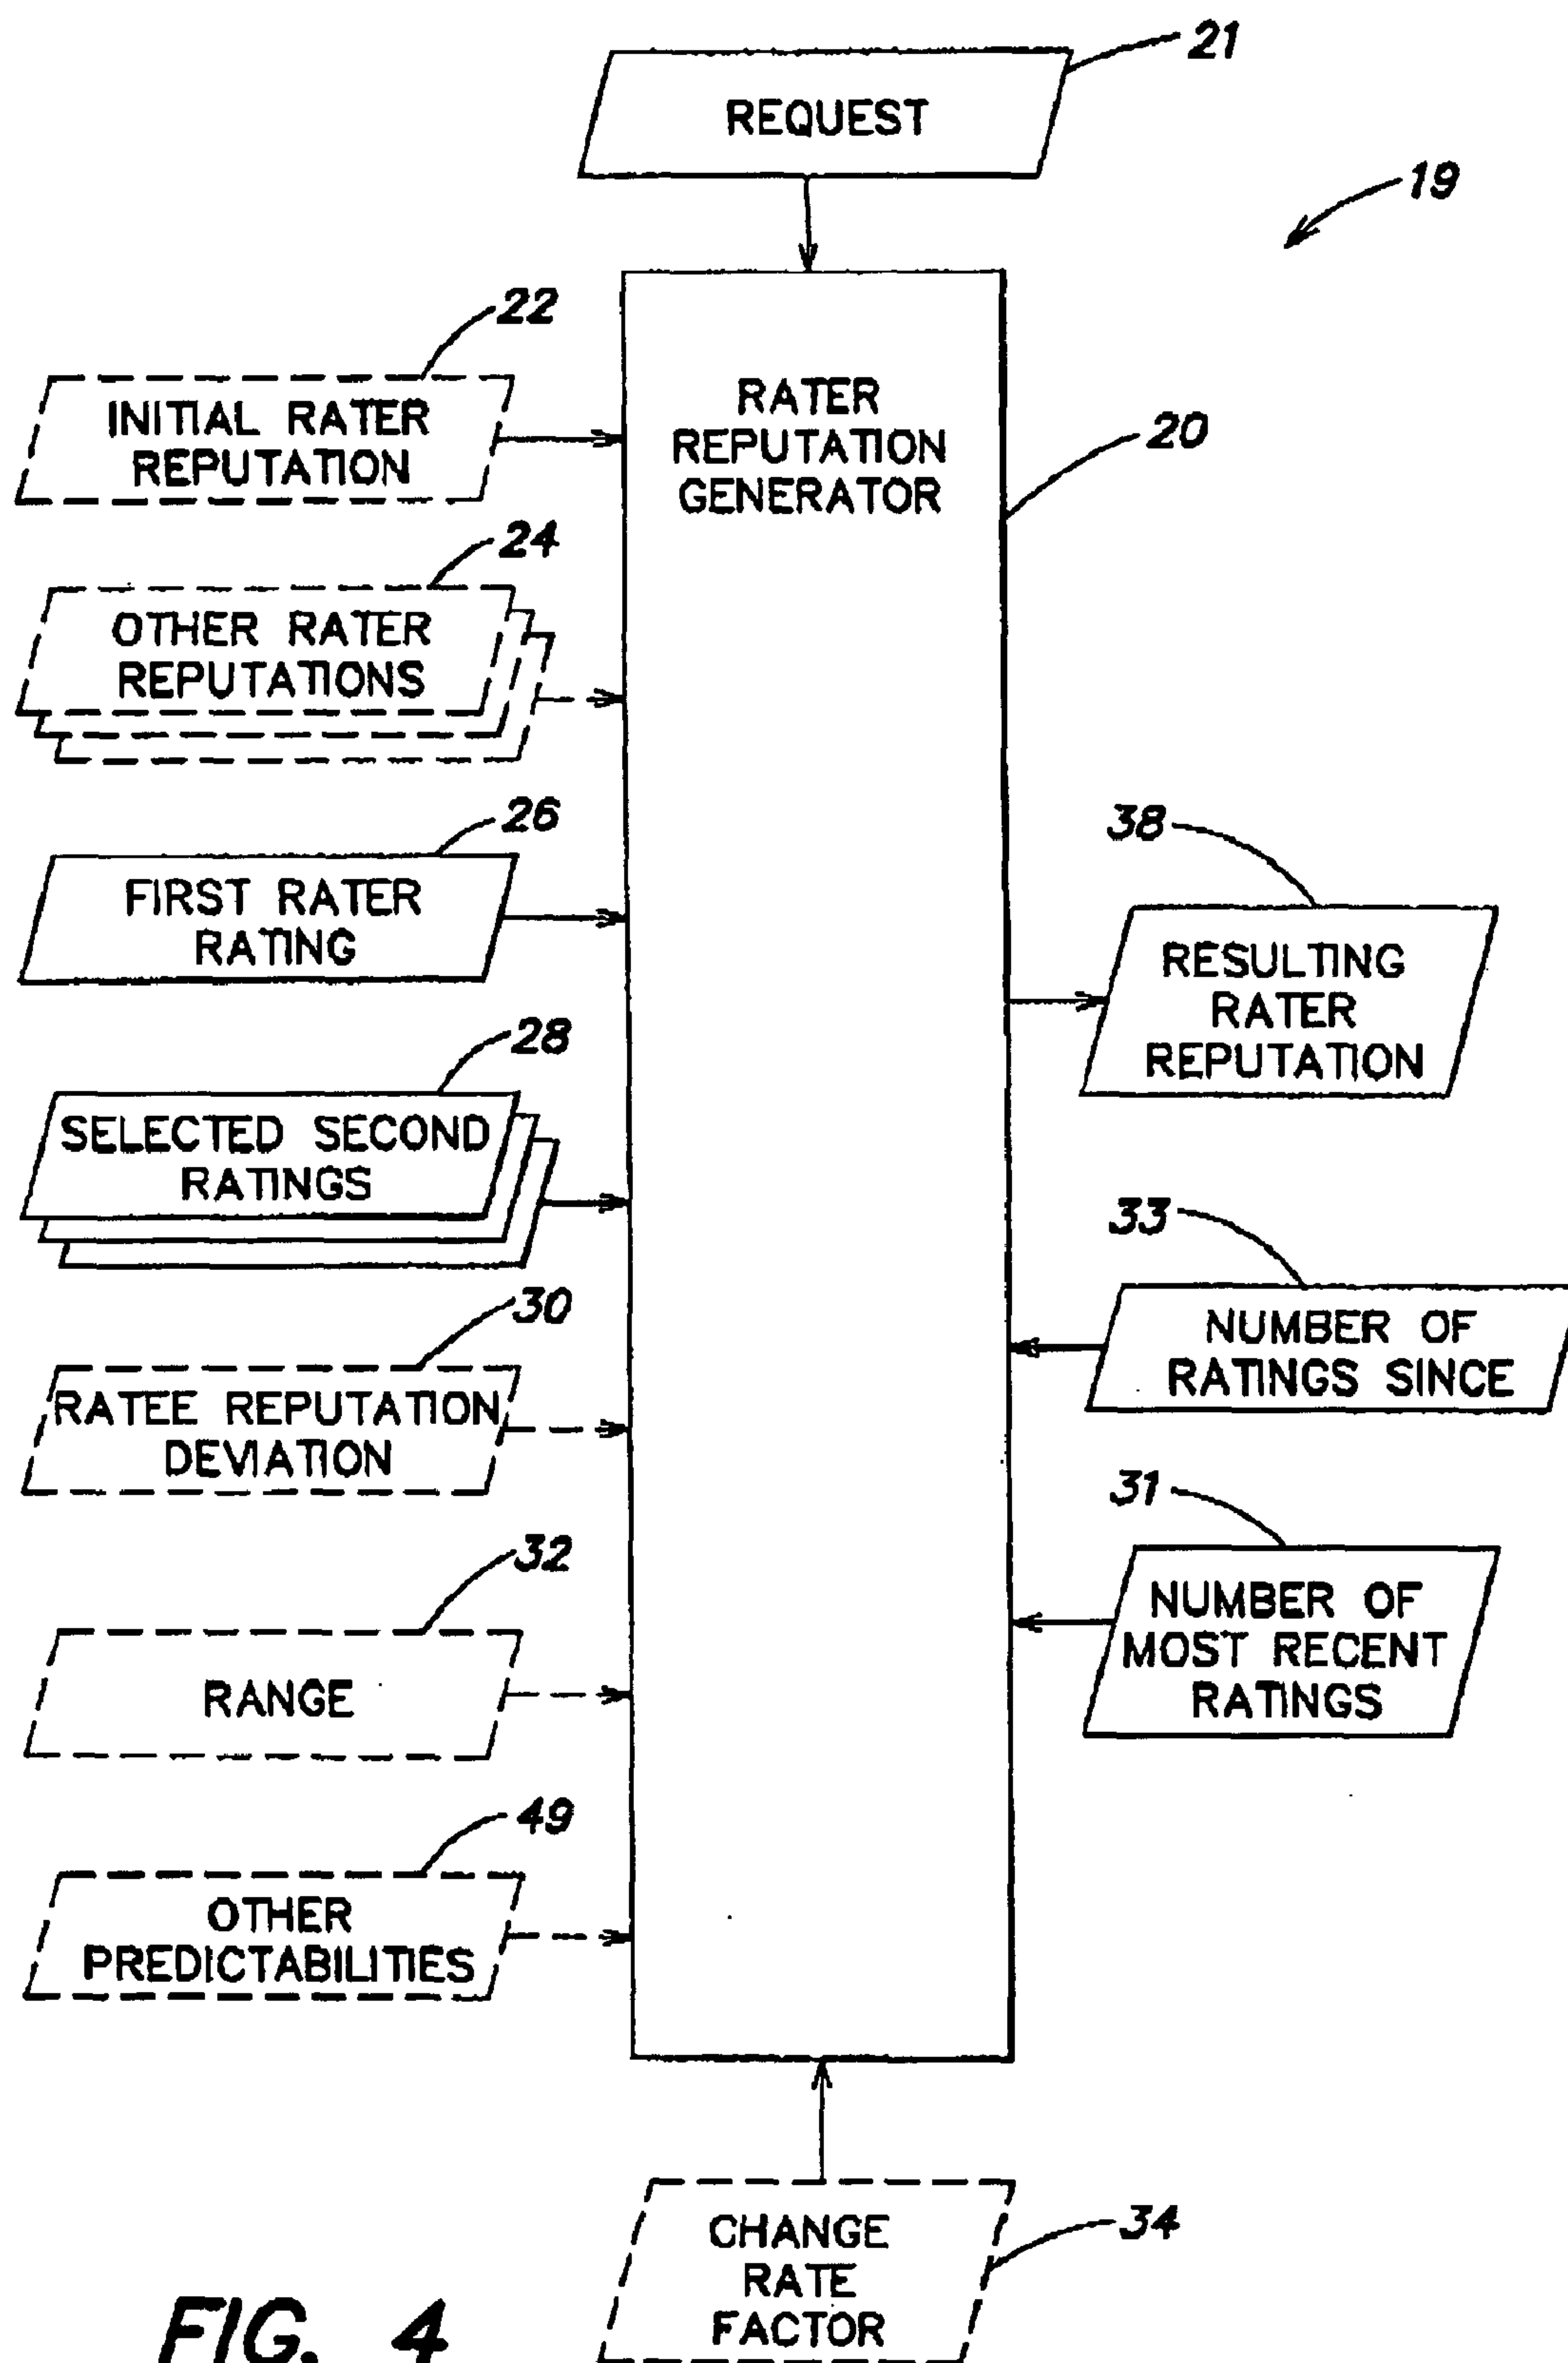 21
REQUEST
19
22
INITIAL RATER
REPUTATION
RATER
REPUTATION
GENERATOR
20
24
OTHER RATER
REPUTATIONS
26
FIRST RATER
RATING
38
RESULTING
RATER
REPUTATION
28
SELECTED SECOND
RATINGS
33
NUMBER OF
RATINGS SINCE
30
RATEE REPUTATION
DEVIATION
31
NUMBER OF
MOST RECENT
RATINGS
32
RANGE
49
OTHER
PREDICTABILITIES
34
CHANGE
RATE
FACTOR
FIG. 4